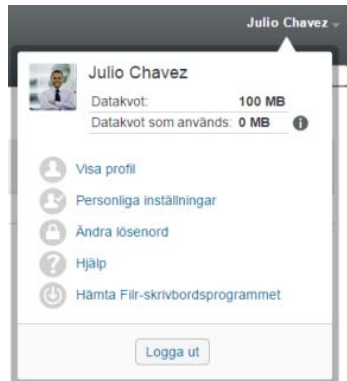 Julio Chavez
Julio Chavez
Datakvot: 100 MB
Datakvot som används: 0 MB
Visa profil
Personliga inställningar
Ändra lösenord
Hjälp
Hämta Filr-skrivbordsprogrammet
Logga ut